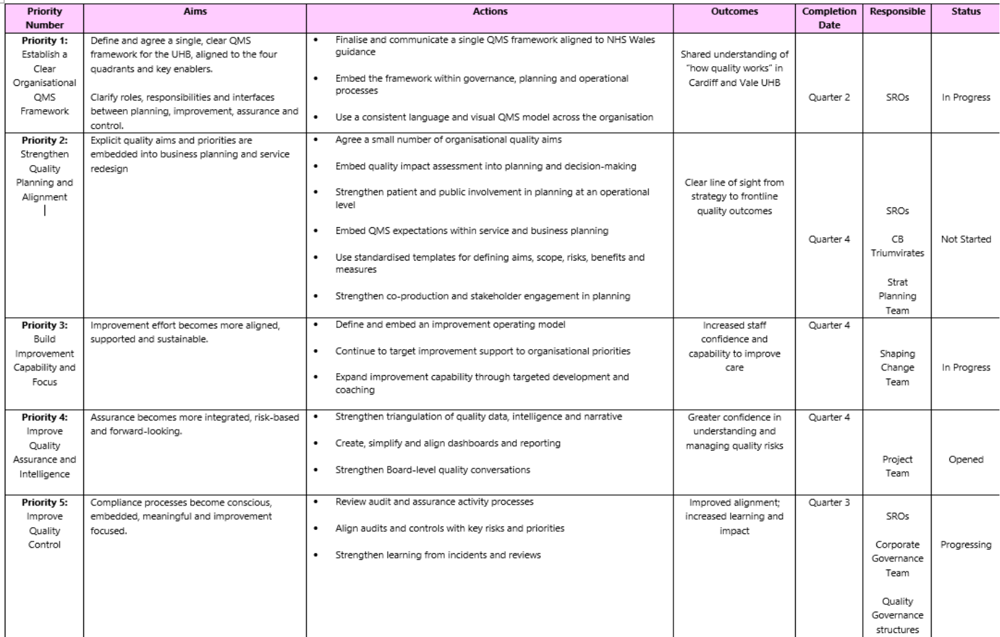 Priority Number
Aims
Actions
Outcomes
Completion Date
Responsible
Status
Priority 1:
Establish a
Clear
Organisational
QMS
Framework
Define and agree a single, clear QMS
framework for the UHB, aligned to the four
quadrants and key enablers.
Clarify roles, responsibilities and interfaces
between planning, improvement, assurance and
control.
• Finalise and communicate a single QMS framework aligned to NHS Wales
guidance
• Embed the framework within governance, planning and operational
processes
• Use a consistent language and visual QMS model across the organisation
Shared understanding of
“how quality works” in
Cardiff and Vale UHB
Quarter 2
SROs
In Progress
Priority 2:
Strengthen
Quality
Planning and
Alignment
Explicit quality aims and priorities are
embedded into business planning and service
redesign
• Agree a small number of organisational quality aims
• Embed quality impact assessment into planning and decision-making
• Strengthen patient and public involvement in planning at an operational
level
• Embed QMS expectations within service and business planning
• Use standardised templates for defining aims, scope, risks, benefits and
measures
• Strengthen co-production and stakeholder engagement in planning
Clear line of sight from
strategy to frontline
quality outcomes
Quarter 4
SROs
CB
Triumvirates
Strat
Planning
Team
Not Started
Priority 3:
Build
Improvement
Capability and
Focus
Improvement effort becomes more aligned,
supported and sustainable.
• Define and embed an improvement operating model
• Continue to target improvement support to organisational priorities
• Expand improvement capability through targeted development and
coaching
Increased staff
confidence and
capability to improve
care
Quarter 4
Shaping
Change
Team
In Progress
Priority 4:
Improve
Quality
Assurance and
Intelligence
Assurance becomes more integrated, risk-based
and forward-looking.
• Strengthen triangulation of quality data, intelligence and narrative
• Create, simplify and align dashboards and reporting
• Strengthen Board-level quality conversations
Greater confidence in
understanding and
managing quality risks
Quarter 4
Project
Team
Opened
Priority 5:
Improve
Quality
Control
Compliance processes become conscious,
embedded, meaningful and improvement
focused.
• Review audit and assurance activity processes
• Align audits and controls with key risks and priorities
• Strengthen learning from incidents and reviews
Improved alignment;
increased learning and
impact
Quarter 3
SROs
Corporate
Governance
Team
Quality
Governance
structures
Progressing